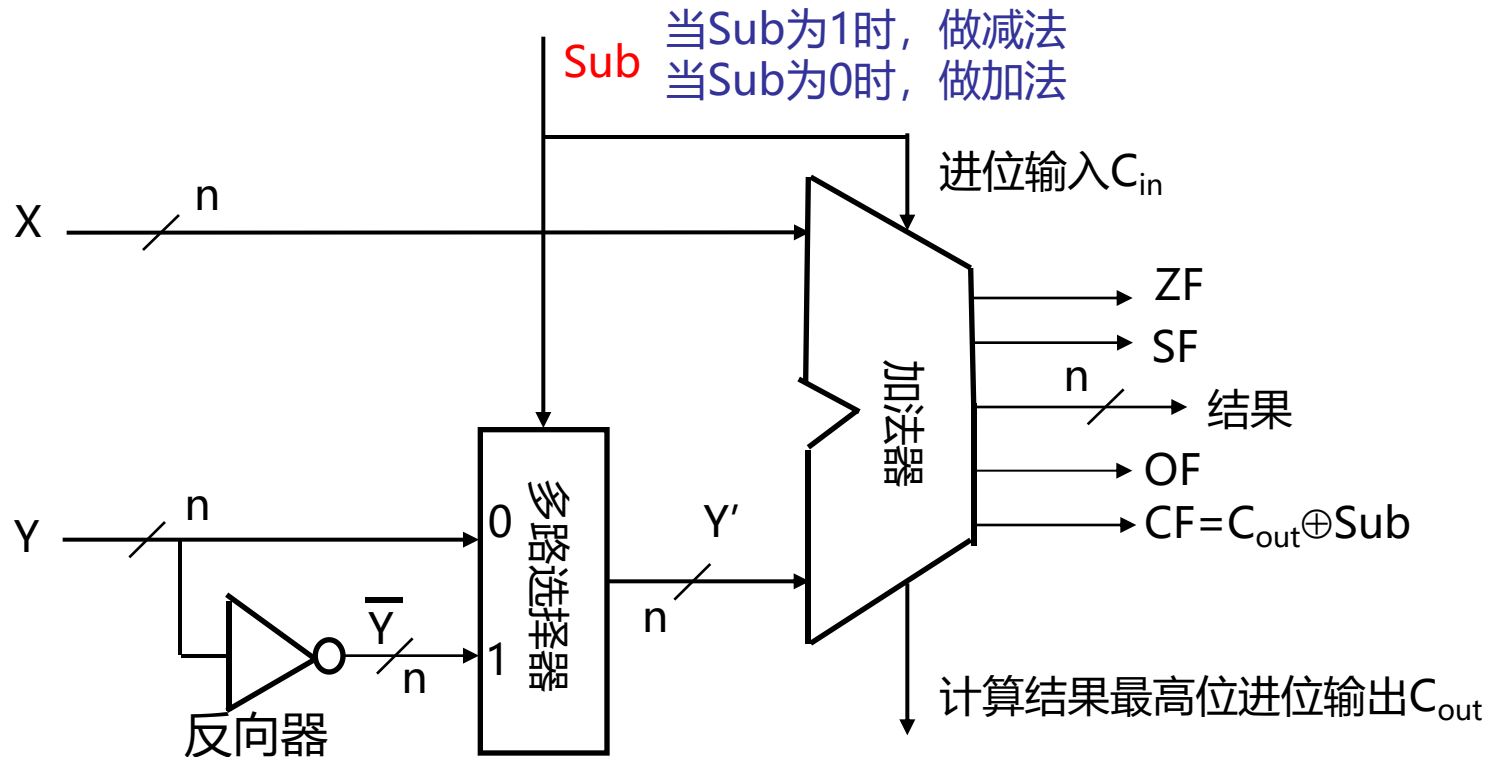 当Sub为1时，做减法
Sub
当Sub为0时，做加法
进位输入C_in
n
X
ZF
SF
n
结果
加法器
OF
CF=C_out⊕Sub
n
Y
0
多路选择器
Y'
n
Y̅
n
1
反向器
计算结果最高位进位输出C_out